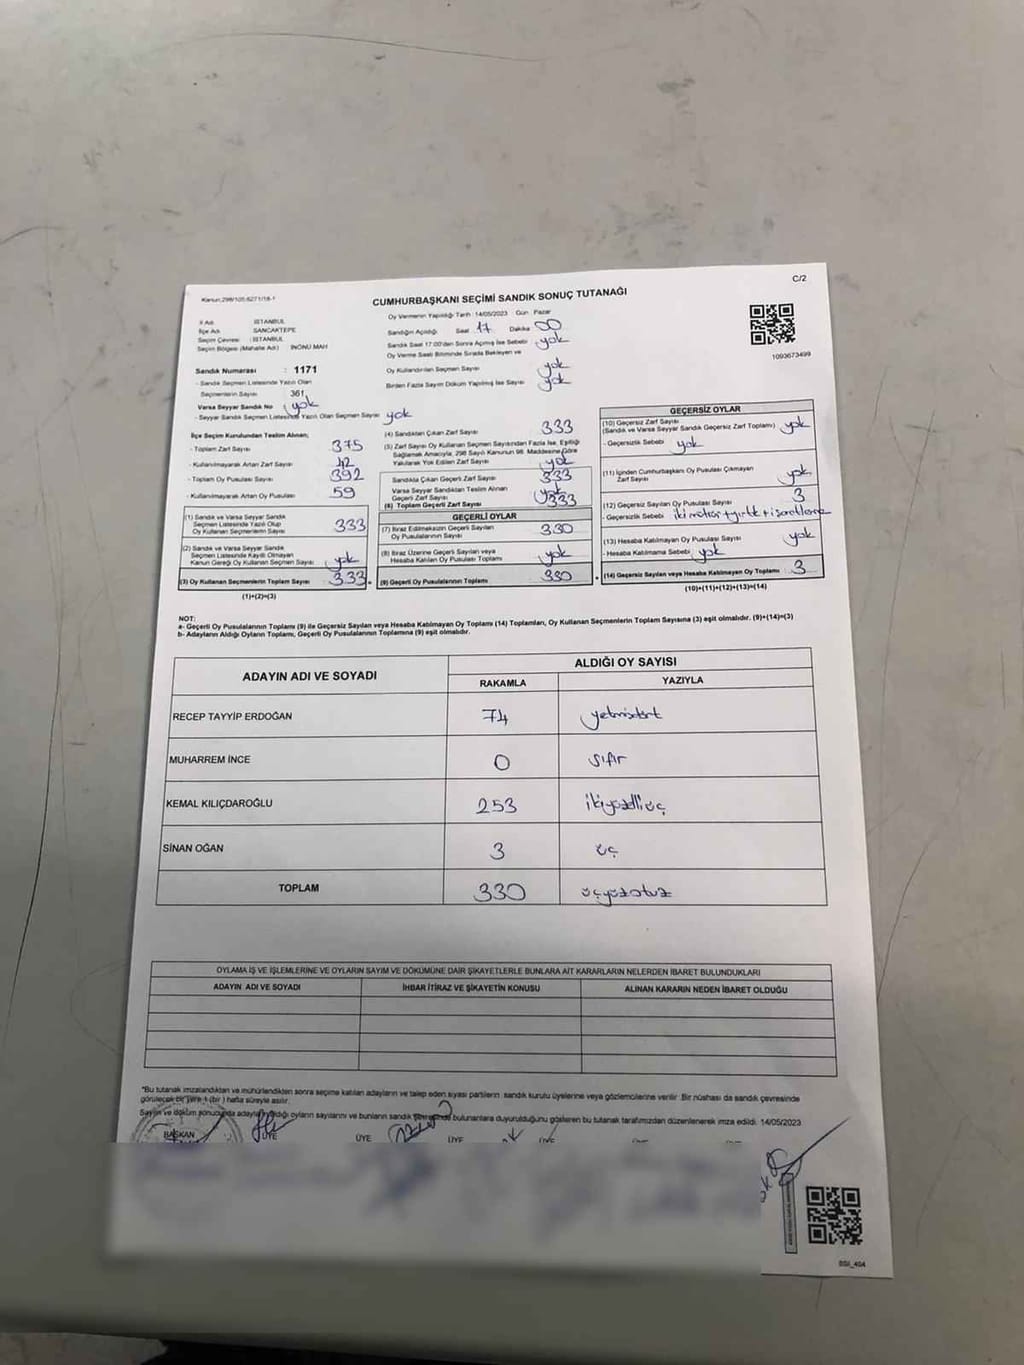 C/2
Kanun:298/105;6271/18-1
CUMHURBAŞKANI SEÇİMİ SANDIK SONUÇ TUTANAĞI
İl Adı : İSTANBUL
İlçe Adı : SANCAKTEPE
Seçim Çevresi : İSTANBUL
Seçim Bölgesi (Mahalle Adı) : İNÖNÜ MAH
Sandık Numarası : 1171
- Sandık Seçmen Listesinde Yazılı Olan
Seçmenlerin Sayısı : 361
Varsa Seyyar Sandık No : yok
- Seyyar Sandık Seçmen Listesinde Yazılı Olan Seçmen Sayısı : yok
Oy Vermenin Yapıldığı Tarih : 14/05/2023 Gün : Pazar
Sandığın Açıldığı Saat 17 Dakika 00
Sandık Saat 17:00'den Sonra Açılmış İse Sebebi yok
Oy Verme Saati Bitiminde Sırada Bekleyen ve
Oy Kullandırılan Seçmen Sayısı yok
Birden Fazla Sayım Döküm Yapılmış İse Sayısı yok
1093673499
İlçe Seçim Kurulundan Teslim Alınan;
- Toplam Zarf Sayısı 375
- Kullanılmayarak Artan Zarf Sayısı 42
- Toplam Oy Pusulası Sayısı 392
- Kullanılmayarak Artan Oy Pusulası 59
(1) Sandık ve Varsa Seyyar Sandık
Seçmen Listesinde Yazılı Olup
Oy Kullanan Seçmenlerin Sayısı 333
(2) Sandık ve Varsa Seyyar Sandık
Seçmen Listesinde Kayıtlı Olmayan
Kanun Gereği Oy Kullanan Seçmen Sayısı yok
(3) Oy Kullanan Seçmenlerin Toplam Sayısı 333
(1)+(2)=(3)
(4) Sandıktan Çıkan Zarf Sayısı 333
(5) Zarf Sayısı Oy Kullanan Seçmen Sayısından Fazla İse, Eşitliği
Sağlamak Amacıyla, 298 Sayılı Kanunun 98. Maddesine Göre
Yakılarak Yok Edilen Zarf Sayısı yok
Sandıkta Çıkan Geçerli Zarf Sayısı 333
Varsa Seyyar Sandıktan Teslim Alınan
Geçerli Zarf Sayısı yok
(6) Toplam Geçerli Zarf Sayısı 333
GEÇERLİ OYLAR
(7) İtiraz Edilmeksizin Geçerli Sayılan
Oy Pusulasının Sayısı 330
(8) İtiraz Üzerine Geçerli Sayılan veya
Hesaba Katılan Oy Pusulası Toplamı yok
(9) Geçerli Oy Pusulalarının Toplamı 330
GEÇERSİZ OYLAR
(10) Geçersiz Zarf Sayısı
(Sandık ve Varsa Seyyar Sandık Geçersiz Zarf Toplamı) yok
- Geçersizlik Sebebi yok
(11) İçinden Cumhurbaşkanı Oy Pusulası Çıkmayan
Zarf Sayısı yok
(12) Geçersiz Sayılan Oy Pusulası Sayısı 3
- Geçersizlik Sebebi iki mühür + yırtık +
(13) Hesaba Katılmayan Oy Pusulası Sayısı yok
- Hesaba Katılmama Sebebi yok
(14) Geçersiz Sayılan veya Hesaba Katılmayan Oy Toplamı 3
(10)+(11)+(12)+(13)=(14)
NOT:
a- Geçerli Oy Pusulalarının Toplamı (9) ile Geçersiz Sayılan veya Hesaba Katılmayan Oy Toplamı (14) Toplamları, Oy Kullanan Seçmenlerin Toplam Sayısına (3) eşit olmalıdır. (9)+(14)=(3)
b- Adayların Aldığı Oyların Toplamı, Geçerli Oy Pusulalarının Toplamına (9) eşit olmalıdır.
ADAYIN ADI VE SOYADI
ALDIĞI OY SAYISI
RAKAMLA YAZIYLA
RECEP TAYYİP ERDOĞAN 74 yetmişdört
MUHARREM İNCE 0 sıfır
KEMAL KILIÇDAROĞLU 253 ikiyüzelliüç
SİNAN OĞAN 3 üç
TOPLAM 330 üçyüzotuz
OYLAMA İŞ VE İŞLEMLERİNE VE OYLARIN SAYIM VE DÖKÜMÜNE DAİR ŞİKAYETLERLE BUNLARA AİT KARARLARIN NELERDEN İBARET BULUNDUKLARI
ADAYIN ADI VE SOYADI İHBAR İTİRAZ VE ŞİKAYETİN KONUSU ALINAN KARARIN NEDEN İBARET OLDUĞU
"Bu tutanak imzalandıktan ve mühürlendikten sonra seçime katılan adayların ve talep eden siyasi partilerin sandık kurulu üyelerine veya gözlemcilerine verilir. Bir nüshası da sandık çevresinde
görülecek bir yere 1 (bir) hafta süreyle asılır.
Sayım ve döküm sonucunda adayların aldığı oyların sayılarını ve bunların sandık çevresinde bulunanlara duyurulduğunu gösteren bu tutanak tarafımızdan düzenlenerek imza edildi. 14/05/2023
BAŞKAN ÜYE ÜYE ÜYE ÜYE
SSI_404